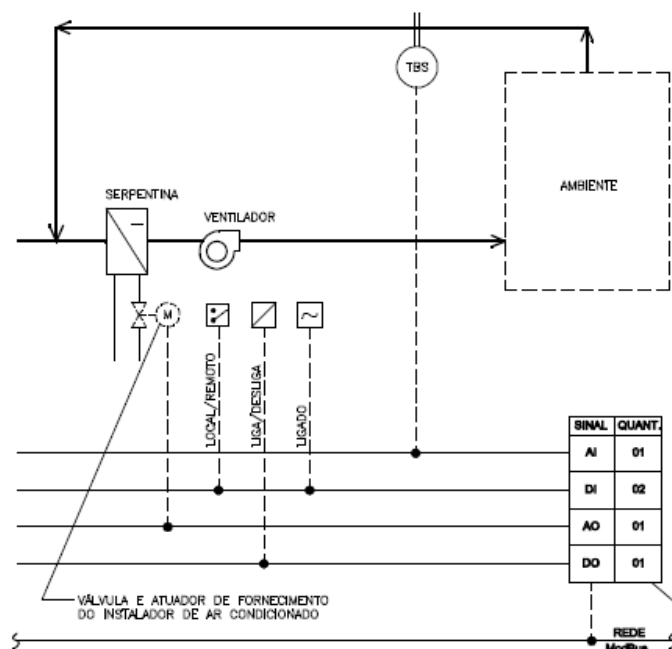 TBS
SERPENTINA
AMBIENTE
VENTILADOR
M
LOCAL/REMOTO
LIGA/DESLIGA
LIGADO
SINAL QUANT.
AI 01
DI 02
AO 01
DO 01
VÁLVULA E ATUADOR DE FORNECIMENTO
DO INSTALADOR DE AR CONDICIONADO
REDE
ModBus